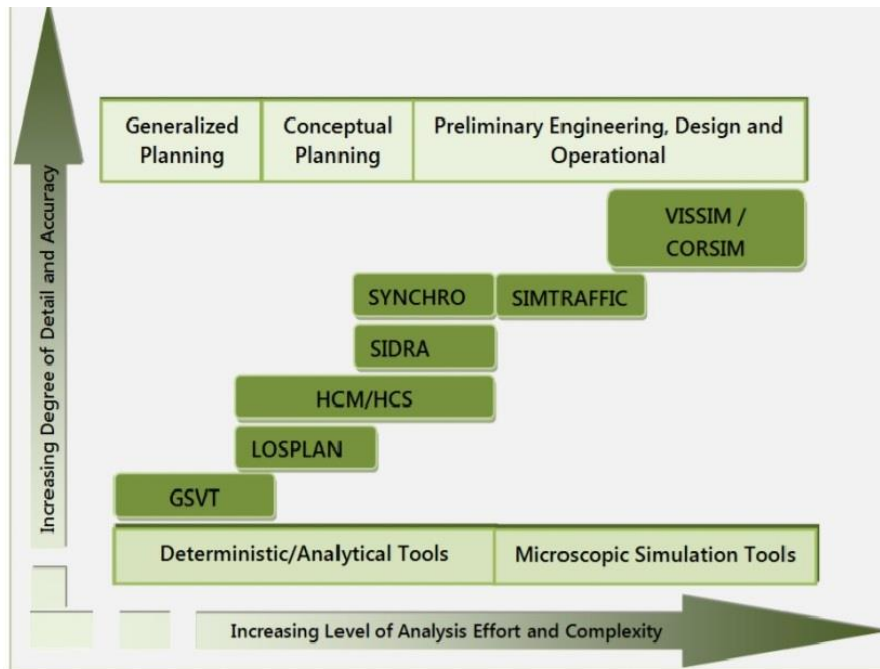 Increasing Degree of Detail and Accuracy
Generalized
Planning
Conceptual
Planning
Preliminary Engineering, Design and
Operational
VISSIM /
CORSIM
SYNCHRO
SIMTRAFFIC
SIDRA
HCM/HCS
LOSPLAN
GSVT
Deterministic/Analytical Tools
Microscopic Simulation Tools
Increasing Level of Analysis Effort and Complexity